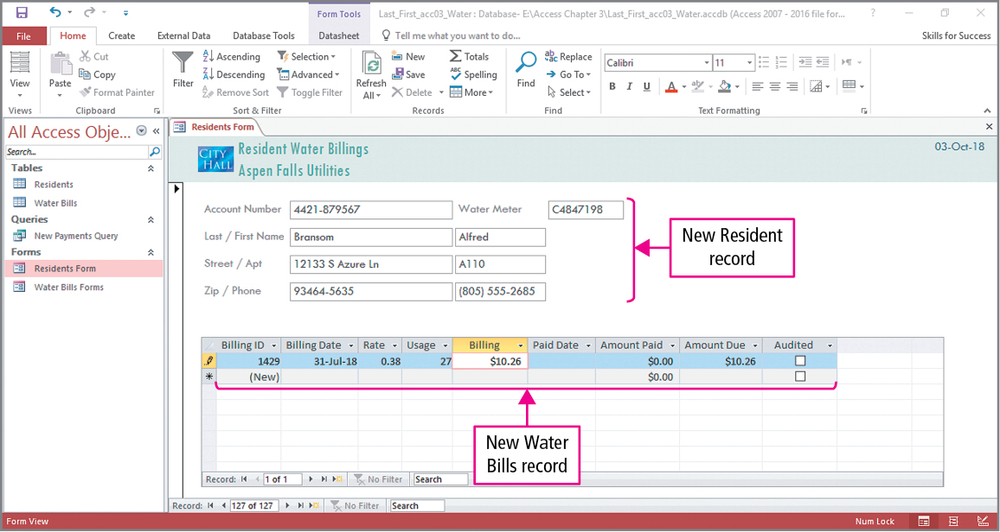 Form Tools
Last_First_acc03_Water : Database- E:\Access Chapter 3\Last_First_acc03_Water.accdb (Access 2007 - 2016 file for...
?
File Home Create External Data Database Tools Datasheet Tell me what you want to do... Skills for Success
View
Views
Paste
Cut
Copy
Format Painter
Clipboard
Filter
Ascending
Descending
Remove Sort
Selection
Advanced
Toggle Filter
Sort & Filter
Refresh
All
New
Save
Delete
Totals
Spelling
More
Records
Find
Replace
Go To
Select
Find
Calibri 11
B I U A
Text Formatting
All Access Obje...
Search...
Tables
Residents
Water Bills
Queries
New Payments Query
Forms
Residents Form
Water Bills Forms
Residents Form
CITY
HALL
Resident Water Billings
Aspen Falls Utilities
03-Oct-18
Account Number 4421-879567 Water Meter C4847198
Last / First Name Bransom Alfred
Street / Apt 12133 S Azure Ln A110
Zip / Phone 93464-5635 (805) 555-2685
New Resident
record
Billing ID Billing Date Rate Usage Billing Paid Date Amount Paid Amount Due Audited
1429 31-Jul-18 0.38 27 $10.26 $0.00 $10.26
(New) $0.00
New Water
Bills record
Record: 1 of 1 No Filter Search
Record: 127 of 127 No Filter Search
Form View Num Lock